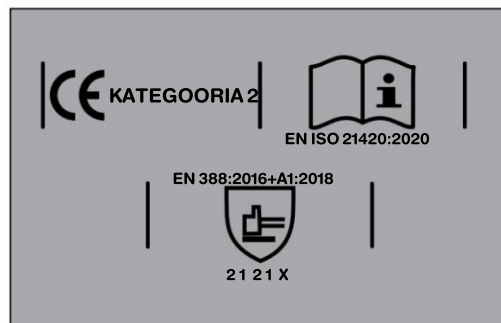 CE KATEGOORIA 2
i
EN ISO 21420:2020
EN 388:2016+A1:2018
2 1 2 1 X